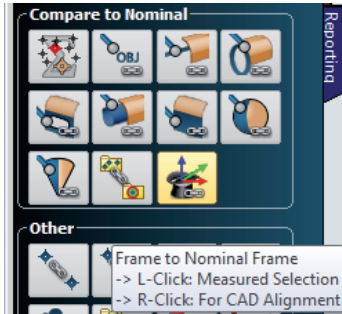 Compare to Nominal
Reporting
OBJ
Other
Frame to Nominal Frame
-> L-Click: Measured Selection
-> R-Click: For CAD Alignment